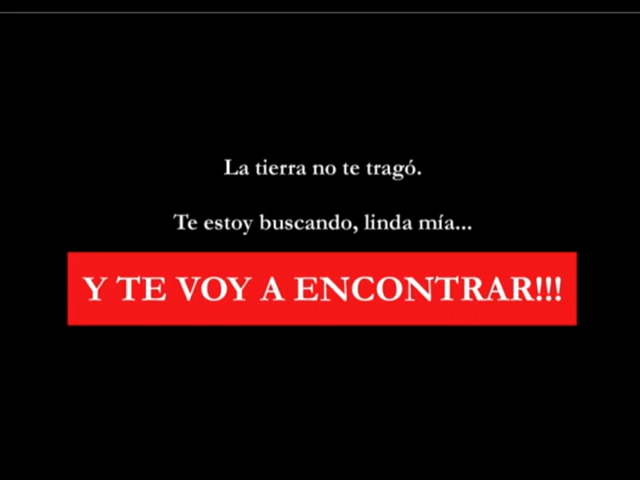 La tierra no te tragó.
Te estoy buscando, linda mía...
Y TE VOY A ENCONTRAR!!!